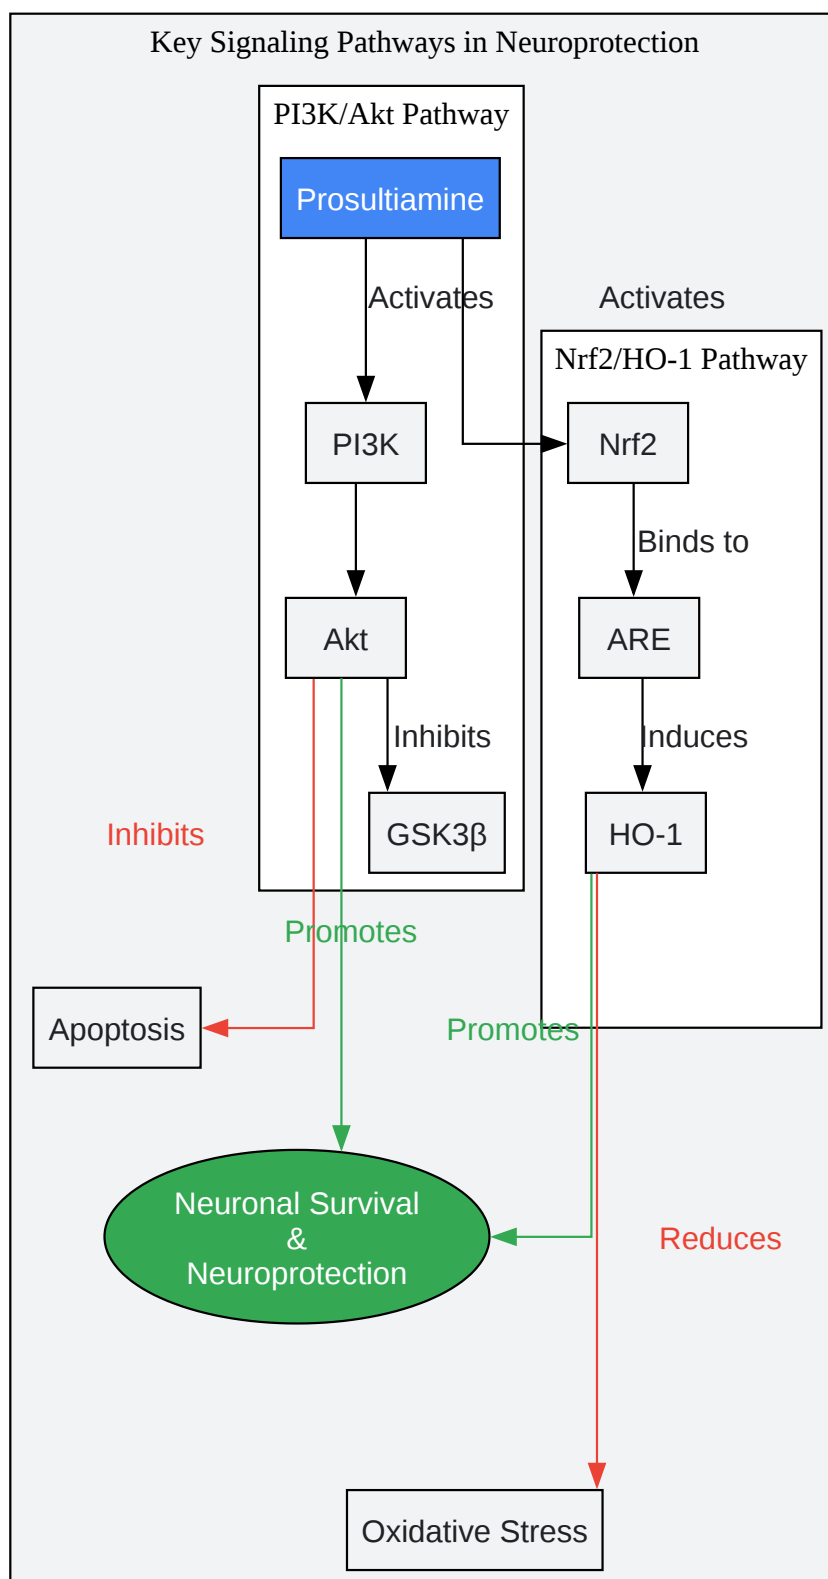 Key Signaling Pathways in Neuroprotection
PI3K/Akt Pathway
Prosultiamine
Activates
Activates
Nrf2/HO-1 Pathway
PI3K
Nrf2
Binds to
Akt
ARE
Inhibits
Induces
Inhibits
GSK3β
HO-1
Promotes
Apoptosis
Promotes
Neuronal Survival
&
Neuroprotection
Reduces
Oxidative Stress